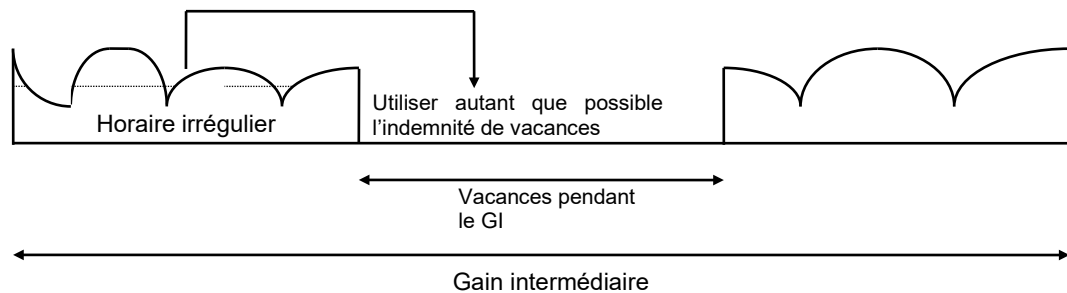 Utiliser autant que possible
l’indemnité de vacances
Horaire irrégulier
Vacances pendant
le GI
Gain intermédiaire